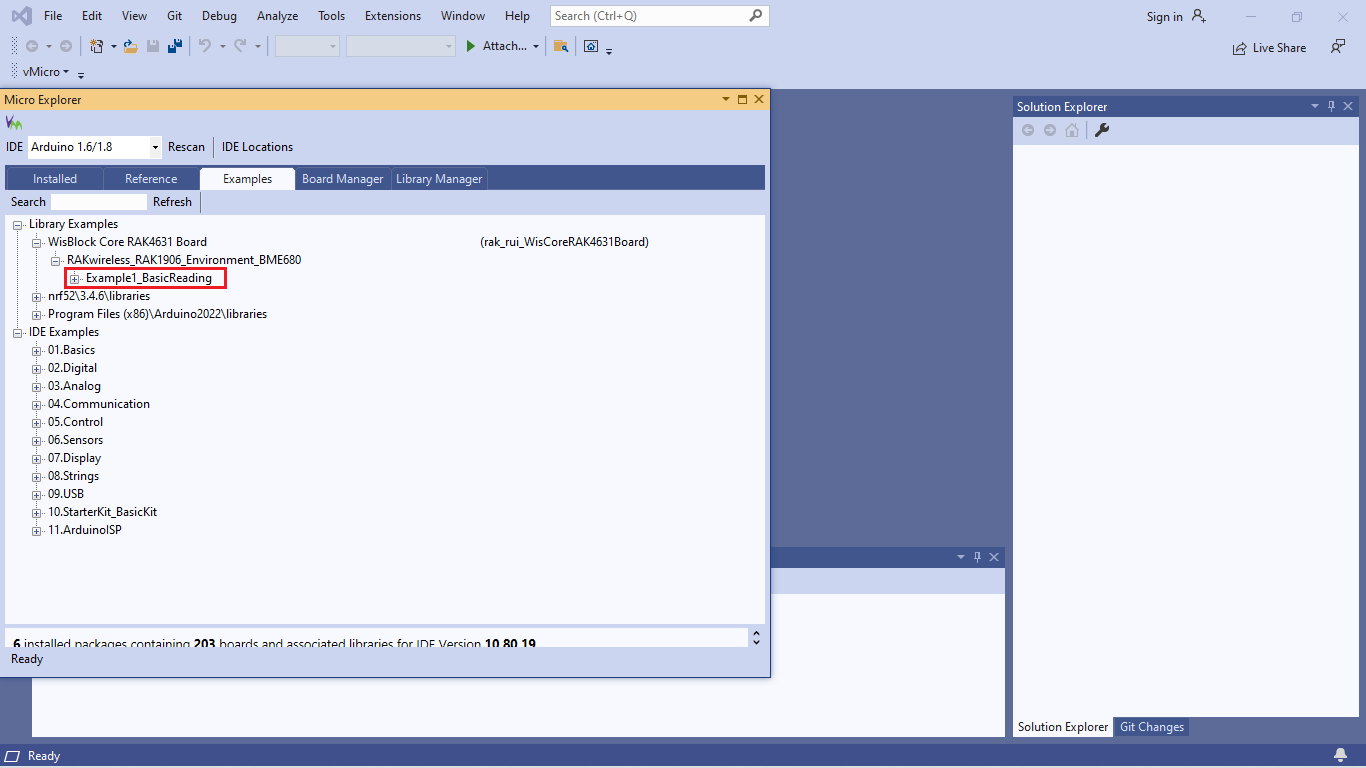 File Edit View Git Debug Analyze Tools Extensions Window Help Search (Ctrl+Q) Sign in
Attach... Live Share
vMicro
Micro Explorer
Solution Explorer
IDE Arduino 1.6/1.8 Rescan IDE Locations
Installed Reference Examples Board Manager Library Manager
Search Refresh
Library Examples
WisBlock Core RAK4631 Board (rak_rui_WisCoreRAK4631Board)
RAKwireless_RAK1906_Environment_BME680
Example1_BasicReading
nrf52\3.4.6\libraries
Program Files (x86)\Arduino2022\libraries
IDE Examples
01.Basics
02.Digital
03.Analog
04.Communication
05.Control
06.Sensors
07.Display
08.Strings
09.USB
10.StarterKit_BasicKit
11.ArduinoISP
6 installed packages containing 203 boards and associated libraries for IDE Version 10.80.19
Ready
Solution Explorer Git Changes
Ready